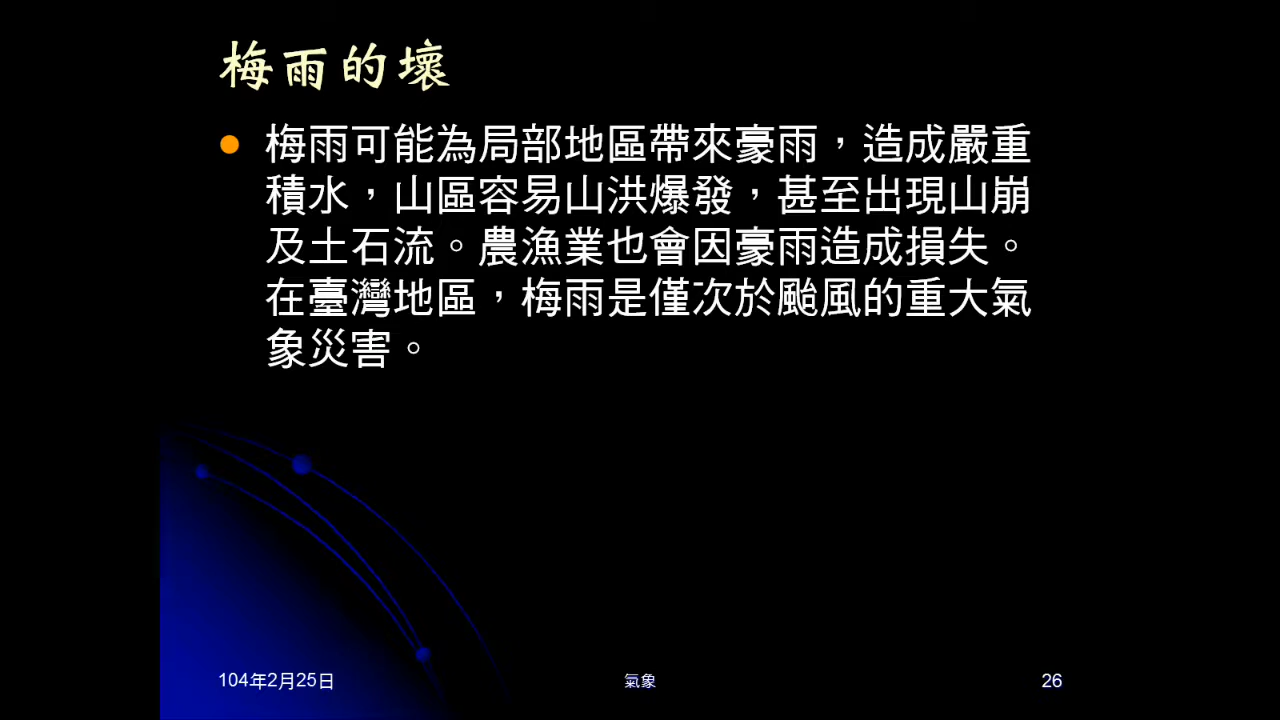 梅雨的壞
梅雨可能為局部地區帶來豪雨，造成嚴重
積水，山區容易山洪爆發，甚至出現山崩
及土石流。農漁業也會因豪雨造成損失。
在臺灣地區，梅雨是僅次於颱風的重大氣
象災害。
104年2月25日
氣象
26